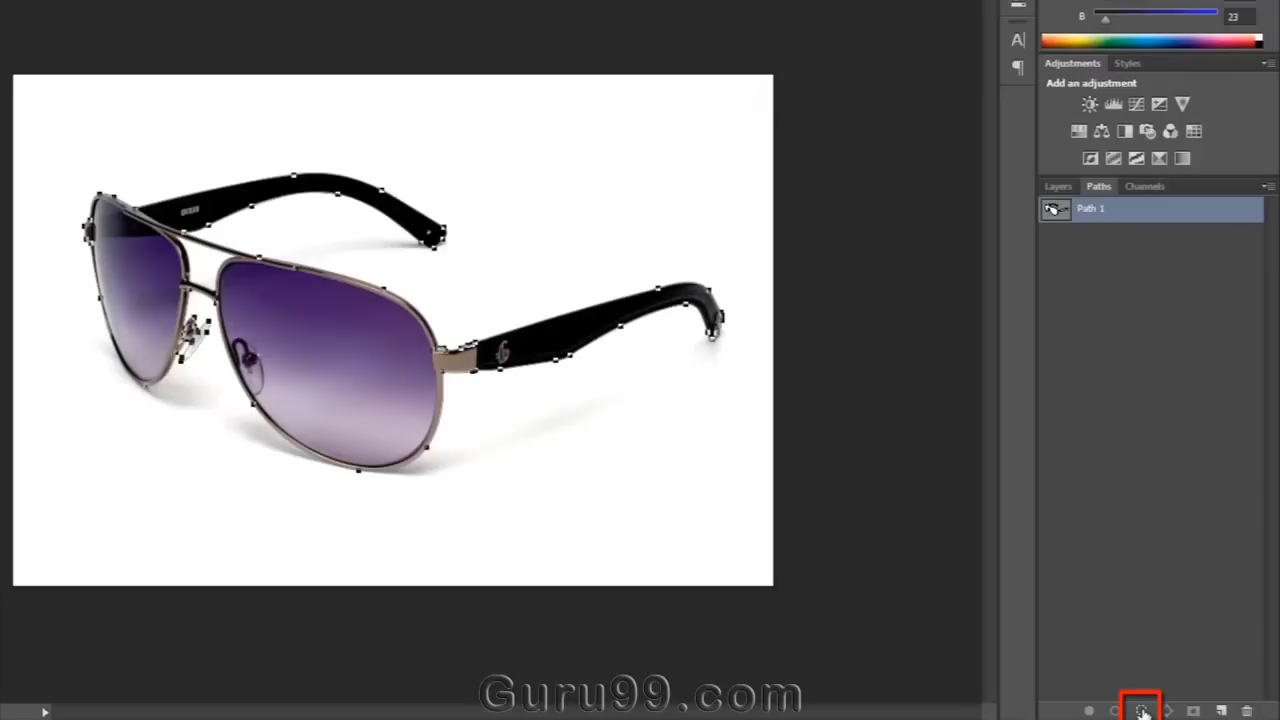 B 23
A|
¶
Adjustments Styles
Add an adjustment
Layers Paths Channels
Path 1
Guru99.com